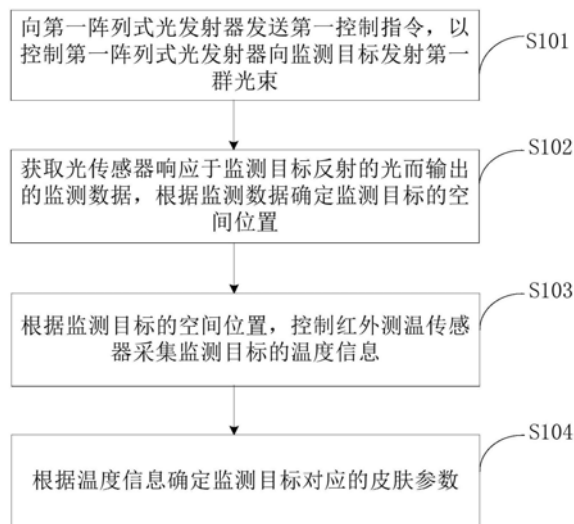 向第一阵列式光发射器发送第一控制指令，以
控制第一阵列式光发射器向监测目标发射第一
群光束
S101
获取光传感器响应于监测目标反射的光而输出
的监测数据，根据监测数据确定监测目标的空
间位置
S102
根据监测目标的空间位置，控制红外测温传感
器采集监测目标的温度信息
S103
根据温度信息确定监测目标对应的皮肤参数
S104